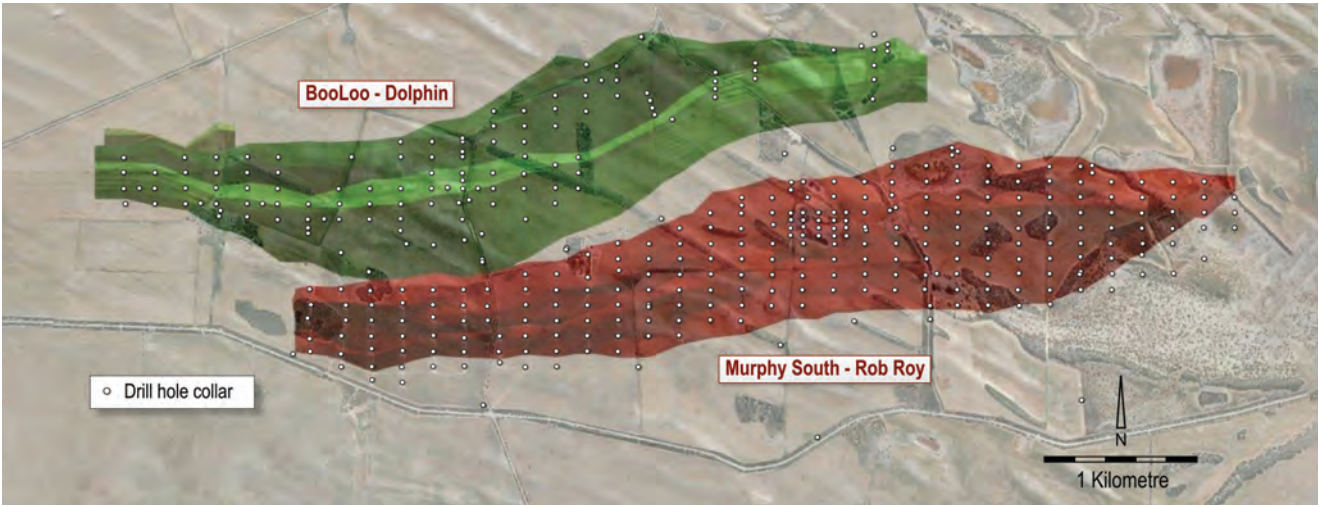 BooLoo - Dolphin
Murphy South - Rob Roy
Drill hole collar
N
1 Kilometre